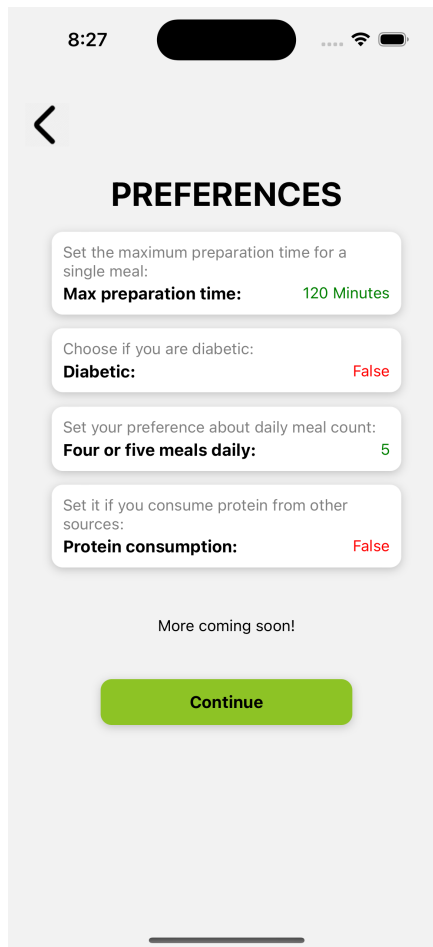 8:27
PREFERENCES
Set the maximum preparation time for a
single meal:
Max preparation time: 120 Minutes
Choose if you are diabetic:
Diabetic: False
Set your preference about daily meal count:
Four or five meals daily: 5
Set it if you consume protein from other
sources:
Protein consumption: False
More coming soon!
Continue